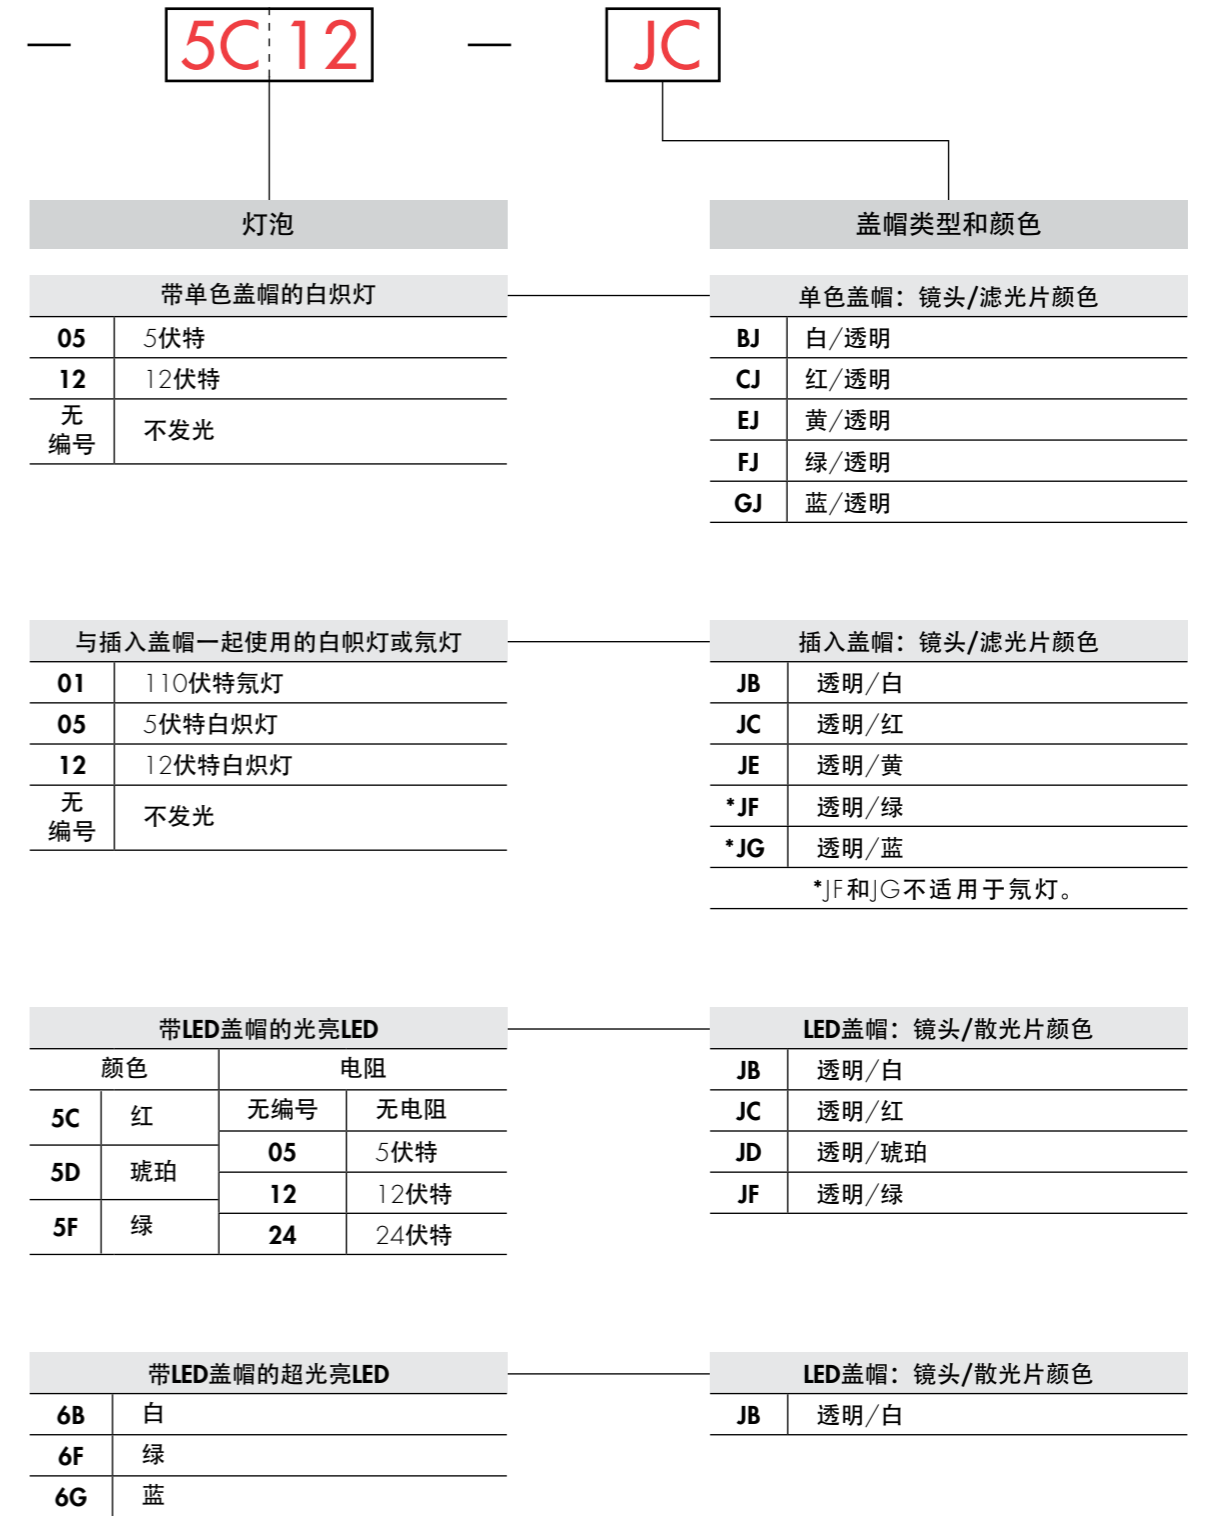 — 5C 12 — JC
灯泡
盖帽类型和颜色
带单色盖帽的白炽灯
05 5伏特
12 12伏特
无
编号 不发光
单色盖帽：镜头/滤光片颜色
BJ 白/透明
CJ 红/透明
EJ 黄/透明
FJ 绿/透明
GJ 蓝/透明
与插入盖帽一起使用的白帜灯或氖灯
01 110伏特氖灯
05 5伏特白炽灯
12 12伏特白炽灯
无
编号 不发光
插入盖帽：镜头/滤光片颜色
JB 透明/白
JC 透明/红
JE 透明/黄
*JF 透明/绿
*JG 透明/蓝
*JF和JG不适用于氖灯。
带LED盖帽的光亮LED
颜色 电阻
5C 红
5D 琥珀
5F 绿
无编号 无电阻
05 5伏特
12 12伏特
24 24伏特
LED盖帽：镜头/散光片颜色
JB 透明/白
JC 透明/红
JD 透明/琥珀
JF 透明/绿
带LED盖帽的超光亮LED
6B 白
6F 绿
6G 蓝
LED盖帽：镜头/散光片颜色
JB 透明/白